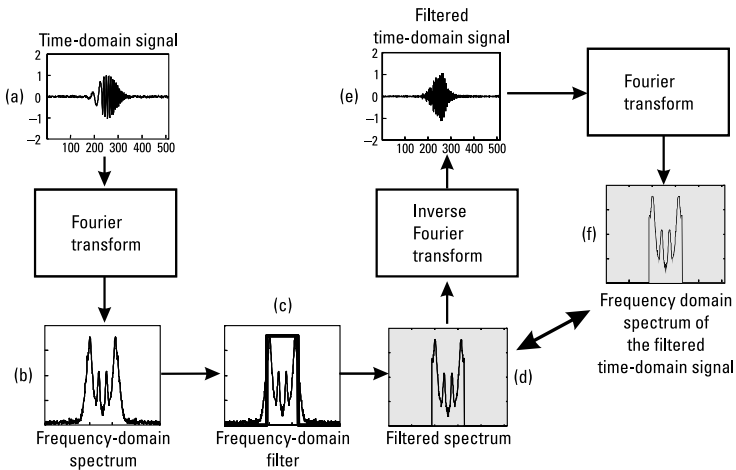 Time-domain signal
(a)
2
1
0
−1
−2
100 200 300 400 500
Fourier
transform
(b)
Frequency-domain
spectrum
(c)
Frequency-domain
filter
Filtered spectrum
(d)
Inverse
Fourier
transform
Filtered
time-domain signal
(e)
2
1
0
−1
−2
100 200 300 400 500
Fourier
transform
(f)
Frequency domain
spectrum of
the filtered
time-domain signal